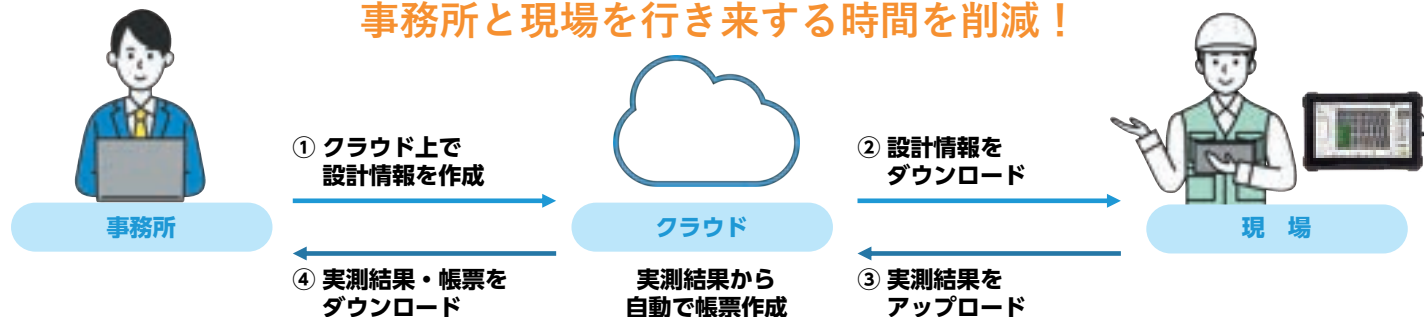 事務所と現場を行き来する時間を削減！
① クラウド上で
設計情報を作成
② 設計情報を
ダウンロード
事務所
クラウド
現　場
④ 実測結果・帳票を
ダウンロード
実測結果から
自動で帳票作成
③ 実測結果を
アップロード